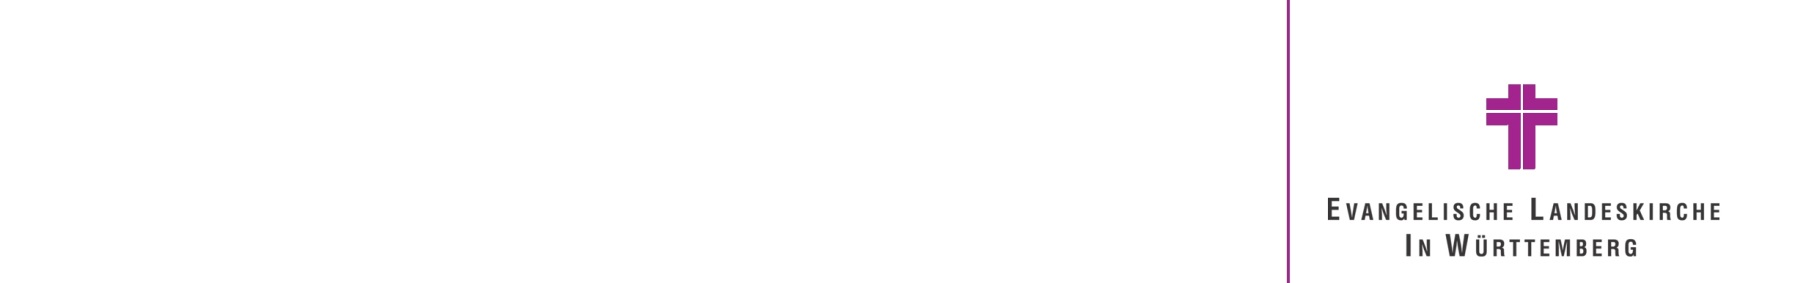 EVANGELISCHE LANDESKIRCHE
IN WÜRTTEMBERG